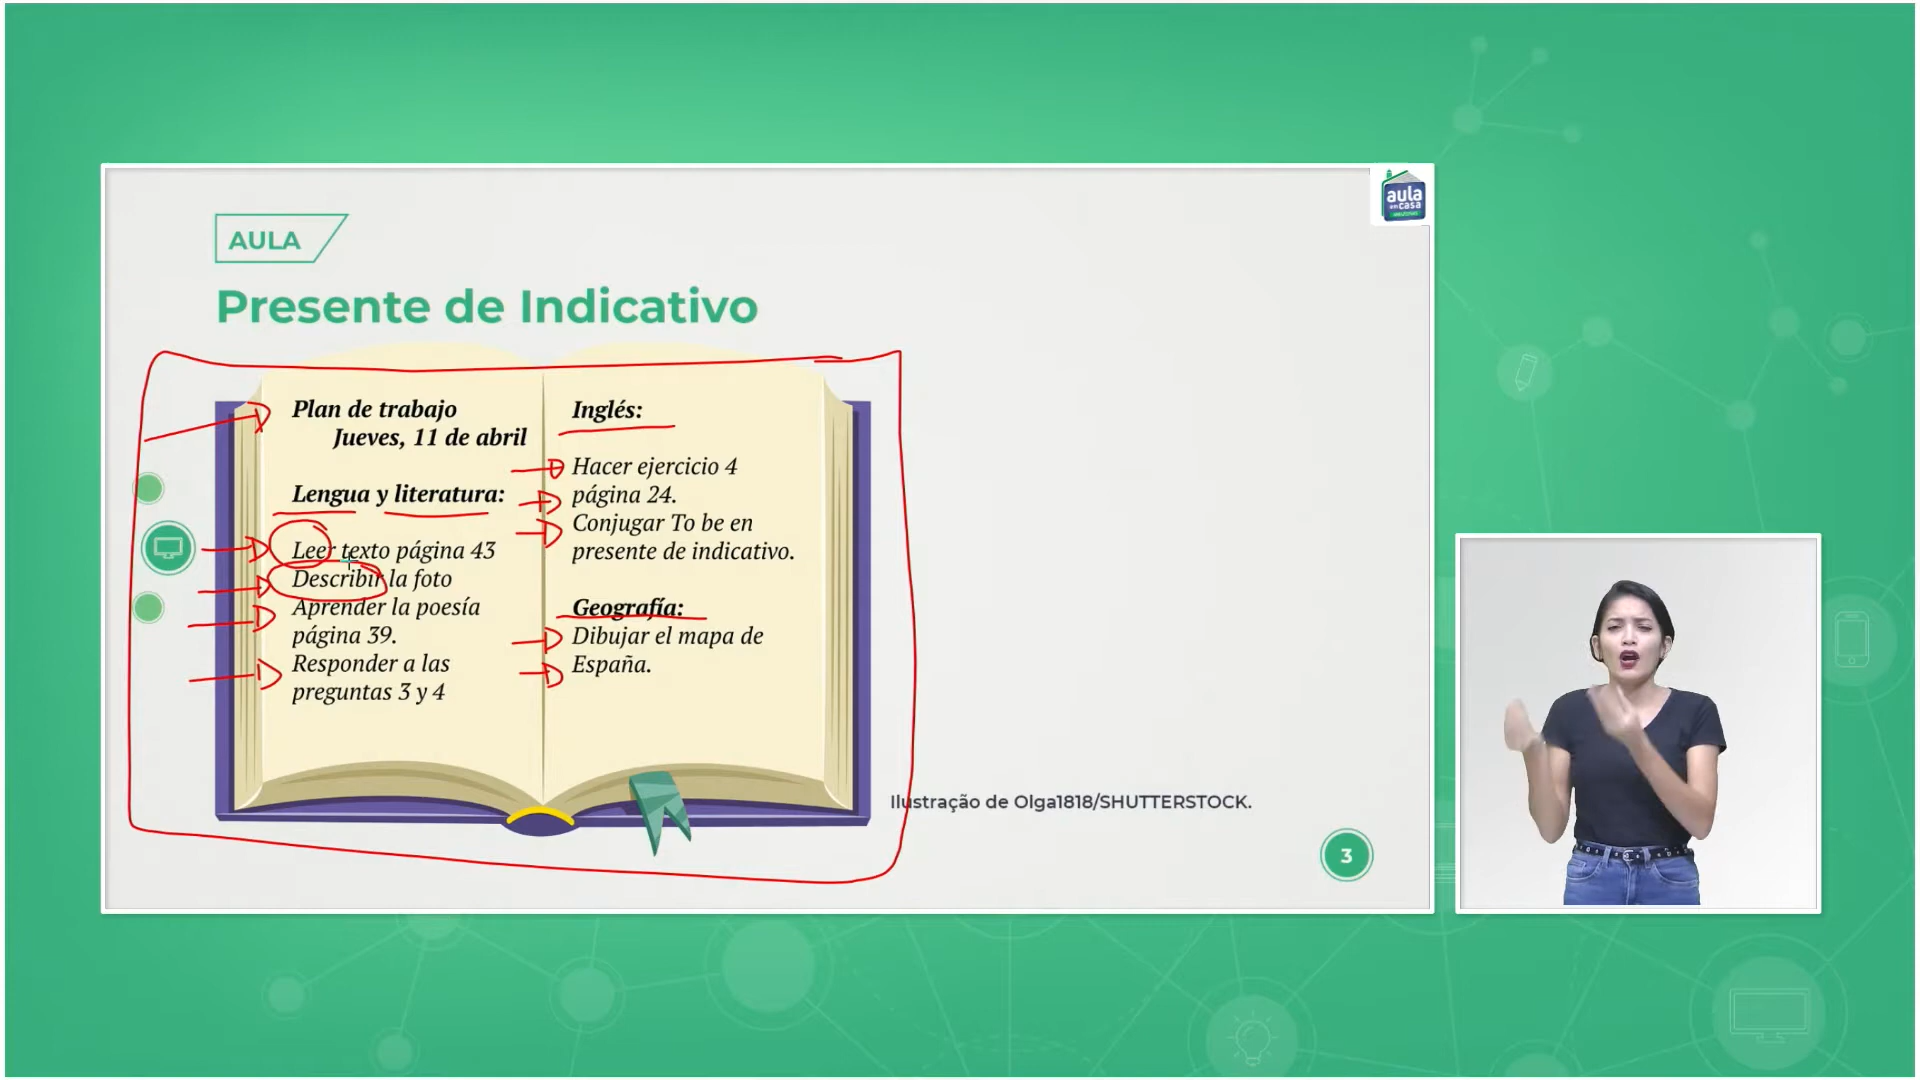 aula
em casa
AULA
Presente de Indicativo
Plan de trabajo
Jueves, 11 de abril
Lengua y literatura:
Leer texto página 43
Describir la foto
Aprender la poesía
página 39.
Responder a las
preguntas 3 y 4
Inglés:
Hacer ejercicio 4
página 24.
Conjugar To be en
presente de indicativo.
Geografía:
Dibujar el mapa de
España.
Ilustração de Olga1818/SHUTTERSTOCK.
3